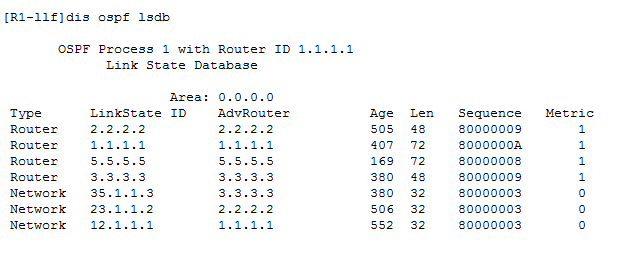 [R1-llf]dis ospf lsdb
OSPF Process 1 with Router ID 1.1.1.1
Link State Database
Area: 0.0.0.0
Type LinkState ID AdvRouter Age Len Sequence Metric
Router 2.2.2.2 2.2.2.2 505 48 80000009 1
Router 1.1.1.1 1.1.1.1 407 72 8000000A 1
Router 5.5.5.5 5.5.5.5 169 72 80000008 1
Router 3.3.3.3 3.3.3.3 380 48 80000009 1
Network 35.1.1.3 3.3.3.3 380 32 80000003 0
Network 23.1.1.2 2.2.2.2 506 32 80000003 0
Network 12.1.1.1 1.1.1.1 552 32 80000003 0